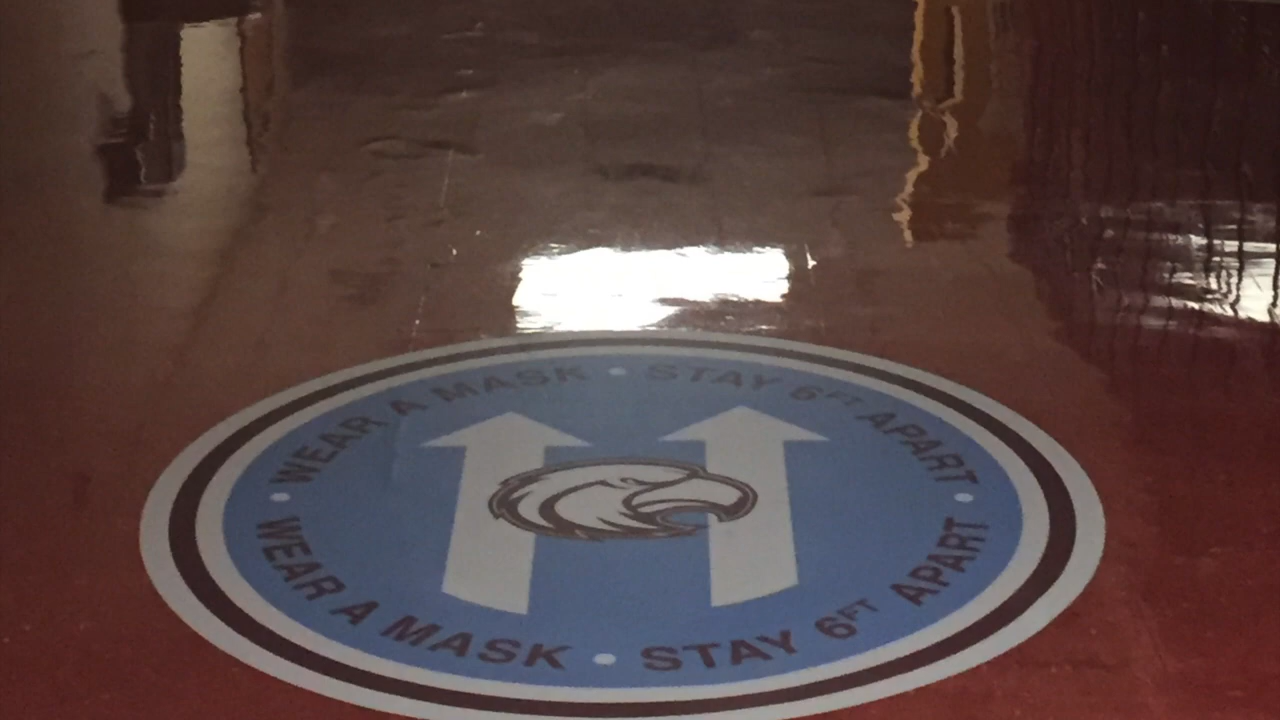 WEAR A MASK • STAY 6FT APART •
WEAR A MASK • STAY 6FT APART